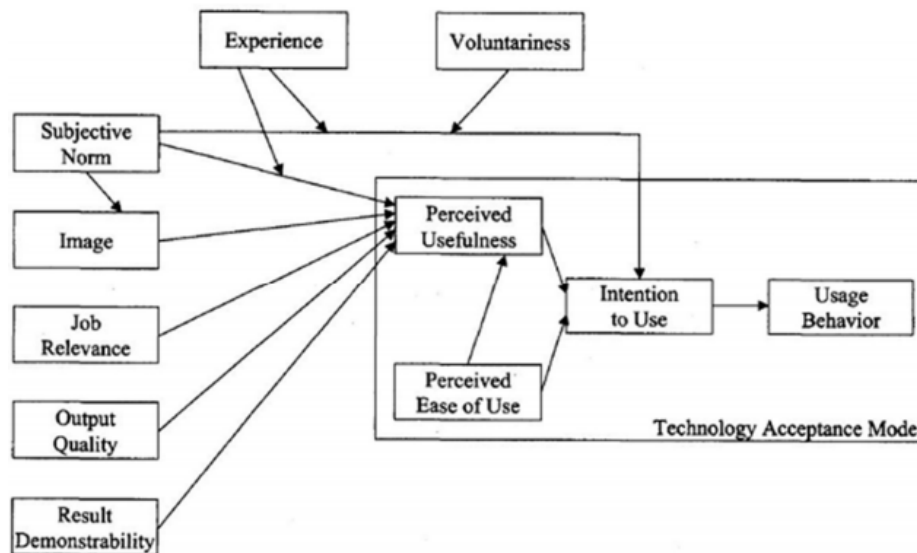 Experience
Voluntariness
Subjective
Norm
Image
Perceived
Usefulness
Job
Relevance
Intention
to Use
Usage
Behavior
Perceived
Ease of Use
Output
Quality
Technology Acceptance Mode
Result
Demonstrability